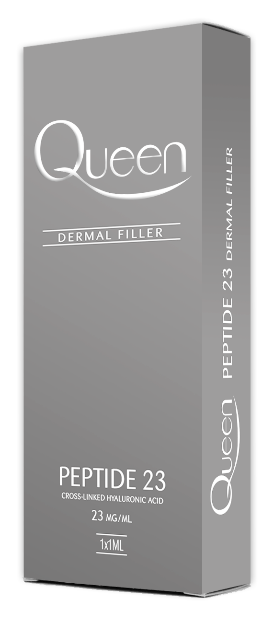 Queen
DERMAL FILLER
PEPTIDE 23
CROSS-LINKED HYALURONIC ACID
23 MG/ML
1x1ML
Queen PEPTIDE 23 DERMAL FILLER